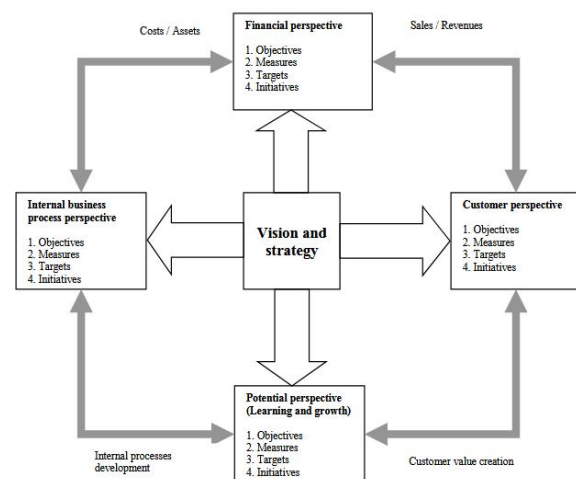 Costs / Assets
Financial perspective
1. Objectives
2. Measures
3. Targets
4. Initiatives
Sales / Revenues
Internal business
process perspective
1. Objectives
2. Measures
3. Targets
4. Initiatives
Vision and
strategy
Customer perspective
1. Objectives
2. Measures
3. Targets
4. Initiatives
Potential perspective
(Learning and growth)
1. Objectives
2. Measures
3. Targets
4. Initiatives
Internal processes
development
Customer value creation